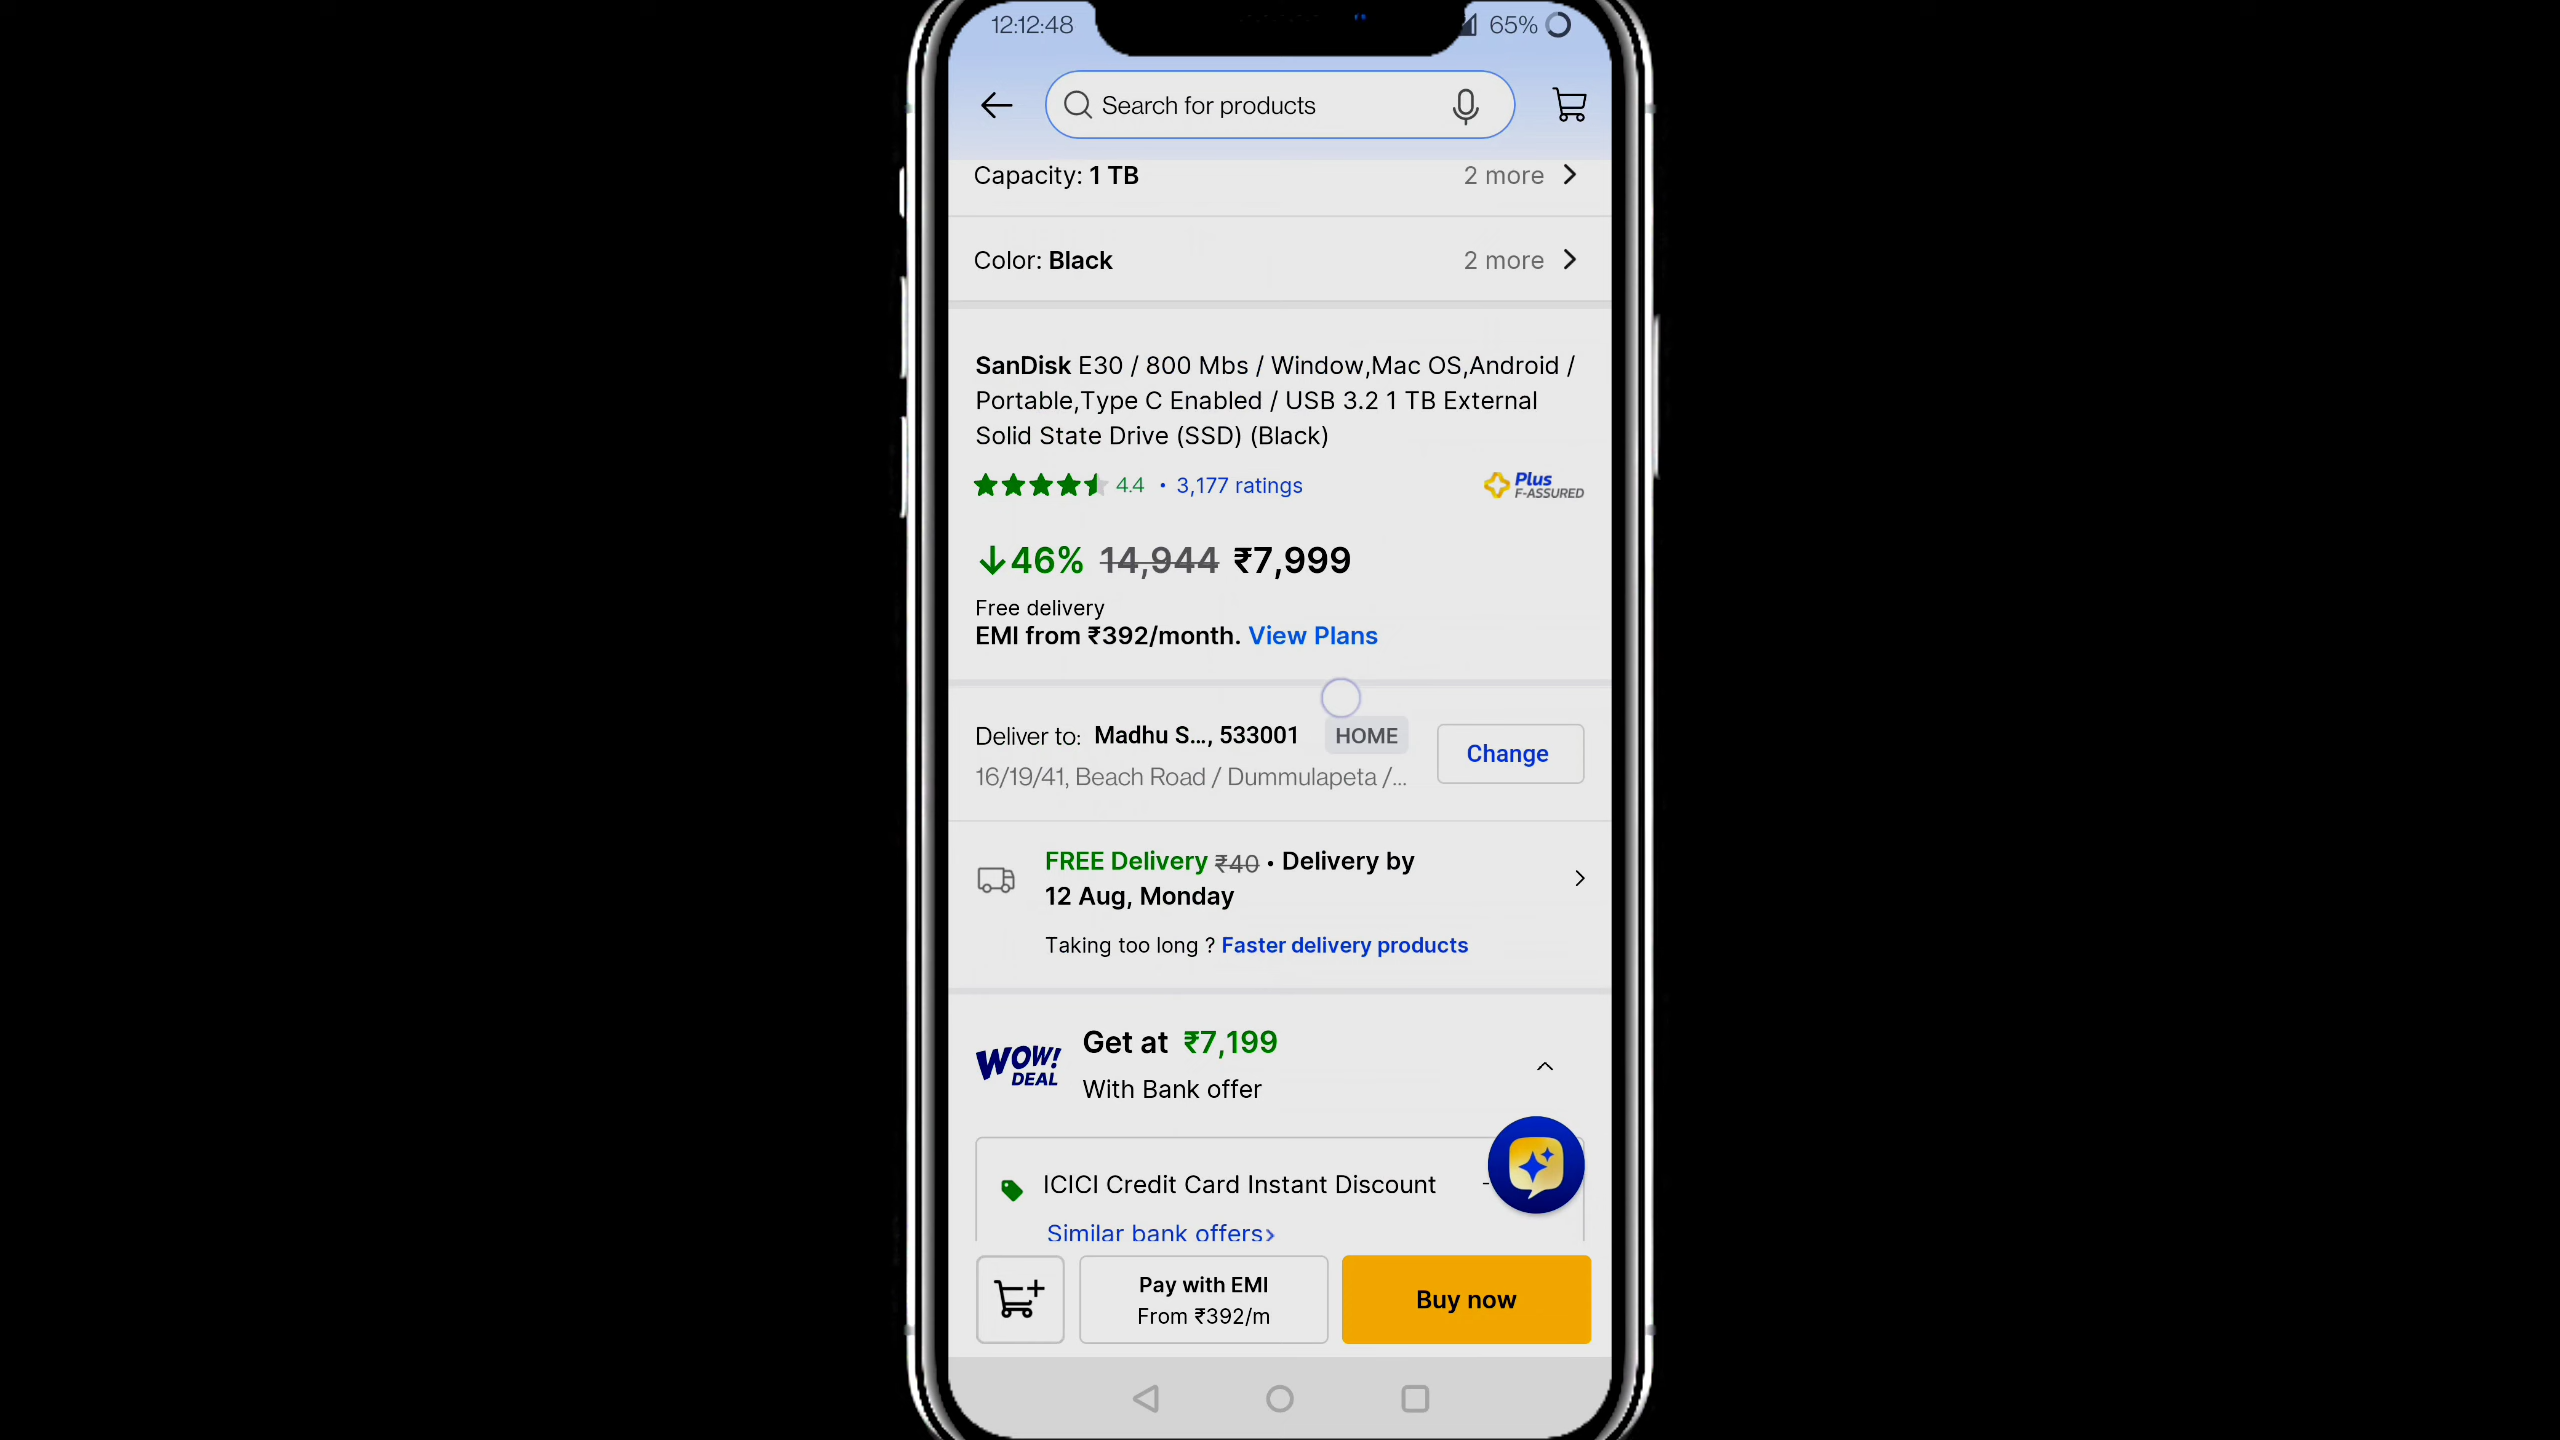 12:12:48 65%
Search for products
Capacity: 1 TB 2 more
Color: Black 2 more
SanDisk E30 / 800 Mbs / Window,Mac OS,Android /
Portable,Type C Enabled / USB 3.2 1 TB External
Solid State Drive (SSD) (Black)
4.4 • 3,177 ratings Plus F-ASSURED
↓46% 14,944 ₹7,999
Free delivery
EMI from ₹392/month. View Plans
Deliver to: Madhu S..., 533001 HOME Change
16/19/41, Beach Road / Dummulapeta /...
FREE Delivery ₹40 • Delivery by
12 Aug, Monday
Taking too long ? Faster delivery products
WOW! DEAL
Get at ₹7,199
With Bank offer
ICICI Credit Card Instant Discount -
Similar bank offers›
Pay with EMI
From ₹392/m
Buy now